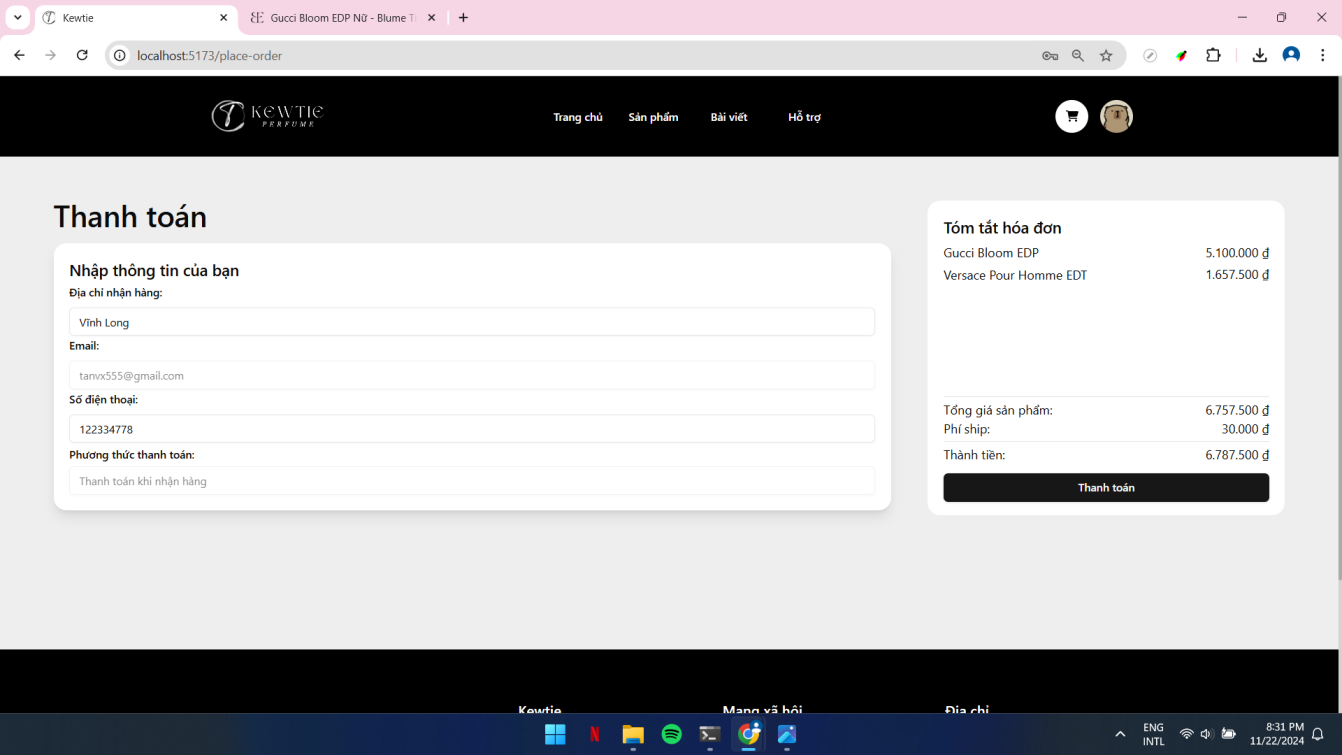 Kewtie
Gucci Bloom EDP Nữ - Blume Ti
localhost:5173/place-order
KEWTIE
PERFUME
Trang chủ
Sản phẩm
Bài viết
Hỗ trợ
Thanh toán
Nhập thông tin của bạn
Địa chỉ nhận hàng:
Vĩnh Long
Email:
tanvx555@gmail.com
Số điện thoại:
122334778
Phương thức thanh toán:
Thanh toán khi nhận hàng
Tóm tắt hóa đơn
Gucci Bloom EDP 5.100.000 ₫
Versace Pour Homme EDT 1.657.500 ₫
Tổng giá sản phẩm: 6.757.500 ₫
Phí ship: 30.000 ₫
Thành tiền: 6.787.500 ₫
Thanh toán
Kewtie
Mạng xã hội
Địa chỉ
ENG
INTL
8:31 PM
11/22/2024